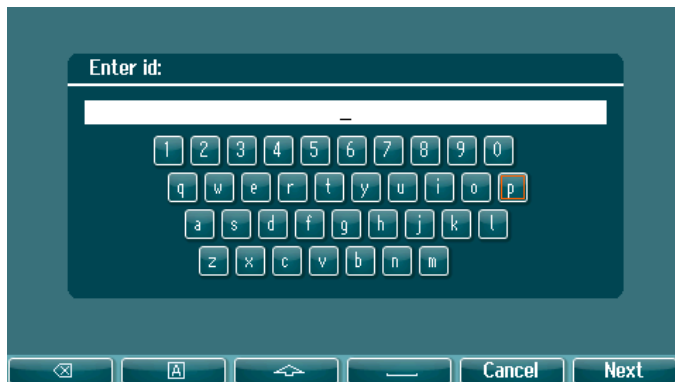 Enter id:
_
1 2 3 4 5 6 7 8 9 0
q w e r t y u i o p
a s d f g h j k l
z x c v b n m
A Cancel Next